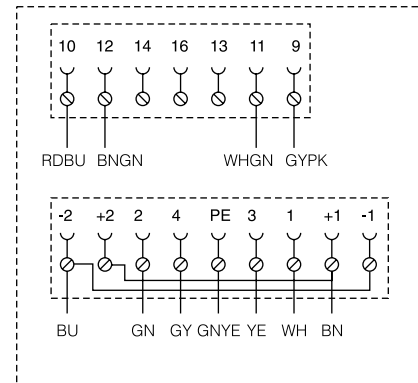 10 12 14 16 13 11 9
RDBU BNGN WHGN GYPK
-2 +2 2 4 PE 3 1 +1 -1
BU GN GY GNYE YE WH BN